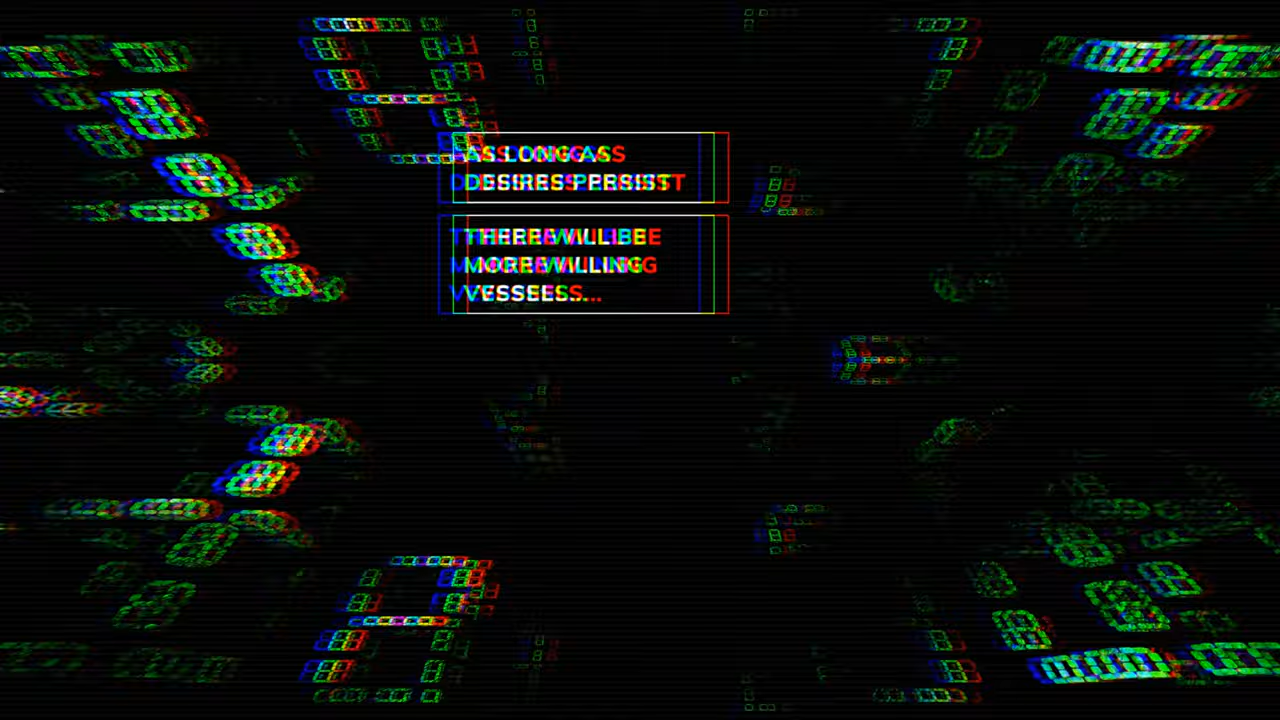 AS LONG AS
DESIRES PERSIST
THERE WILL BE
MORE WILLING
VESSELS...